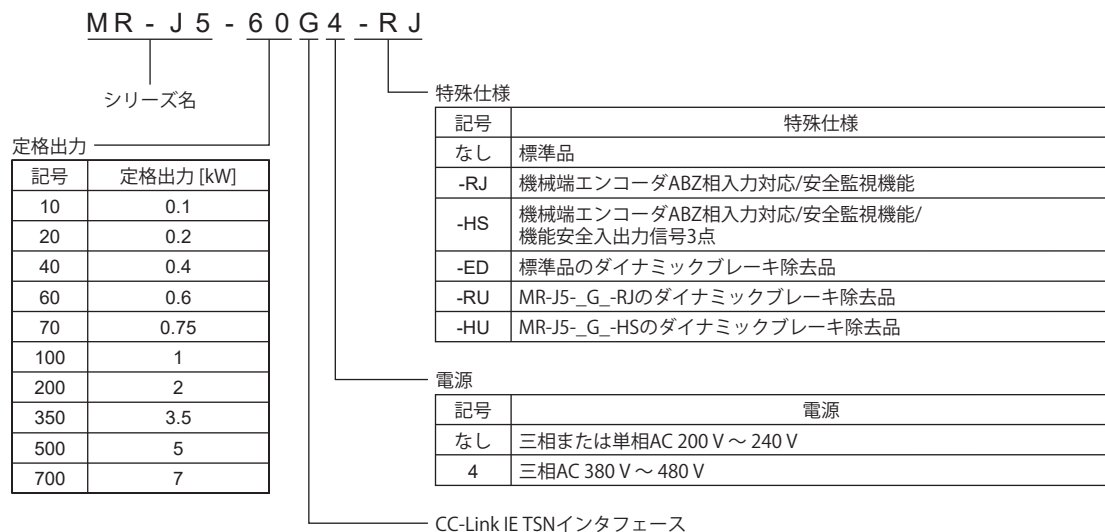 MR-J5-60G4-RJ
シリーズ名
定格出力
記号 定格出力 [kW]
10 0.1
20 0.2
40 0.4
60 0.6
70 0.75
100 1
200 2
350 3.5
500 5
700 7
特殊仕様
記号 特殊仕様
なし 標準品
-RJ 機械端エンコーダABZ相入力対応/安全監視機能
-HS 機械端エンコーダABZ相入力対応/安全監視機能/
機能安全入出力信号3点
-ED 標準品のダイナミックブレーキ除去品
-RU MR-J5-_G_-RJのダイナミックブレーキ除去品
-HU MR-J5-_G_-HSのダイナミックブレーキ除去品
電源
記号 電源
なし 三相または単相AC 200 V ~ 240 V
4 三相AC 380 V ~ 480 V
CC-Link IE TSNインタフェース